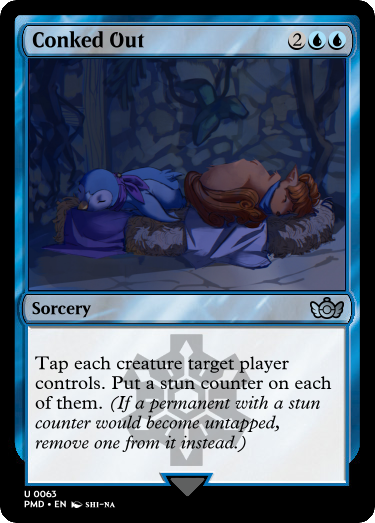 Conked Out 2
Sorcery
Tap each creature target player
controls. Put a stun counter on each
of them. (If a permanent with a stun
counter would become untapped,
remove one from it instead.)
U 0063
PMD • EN SHI-NA